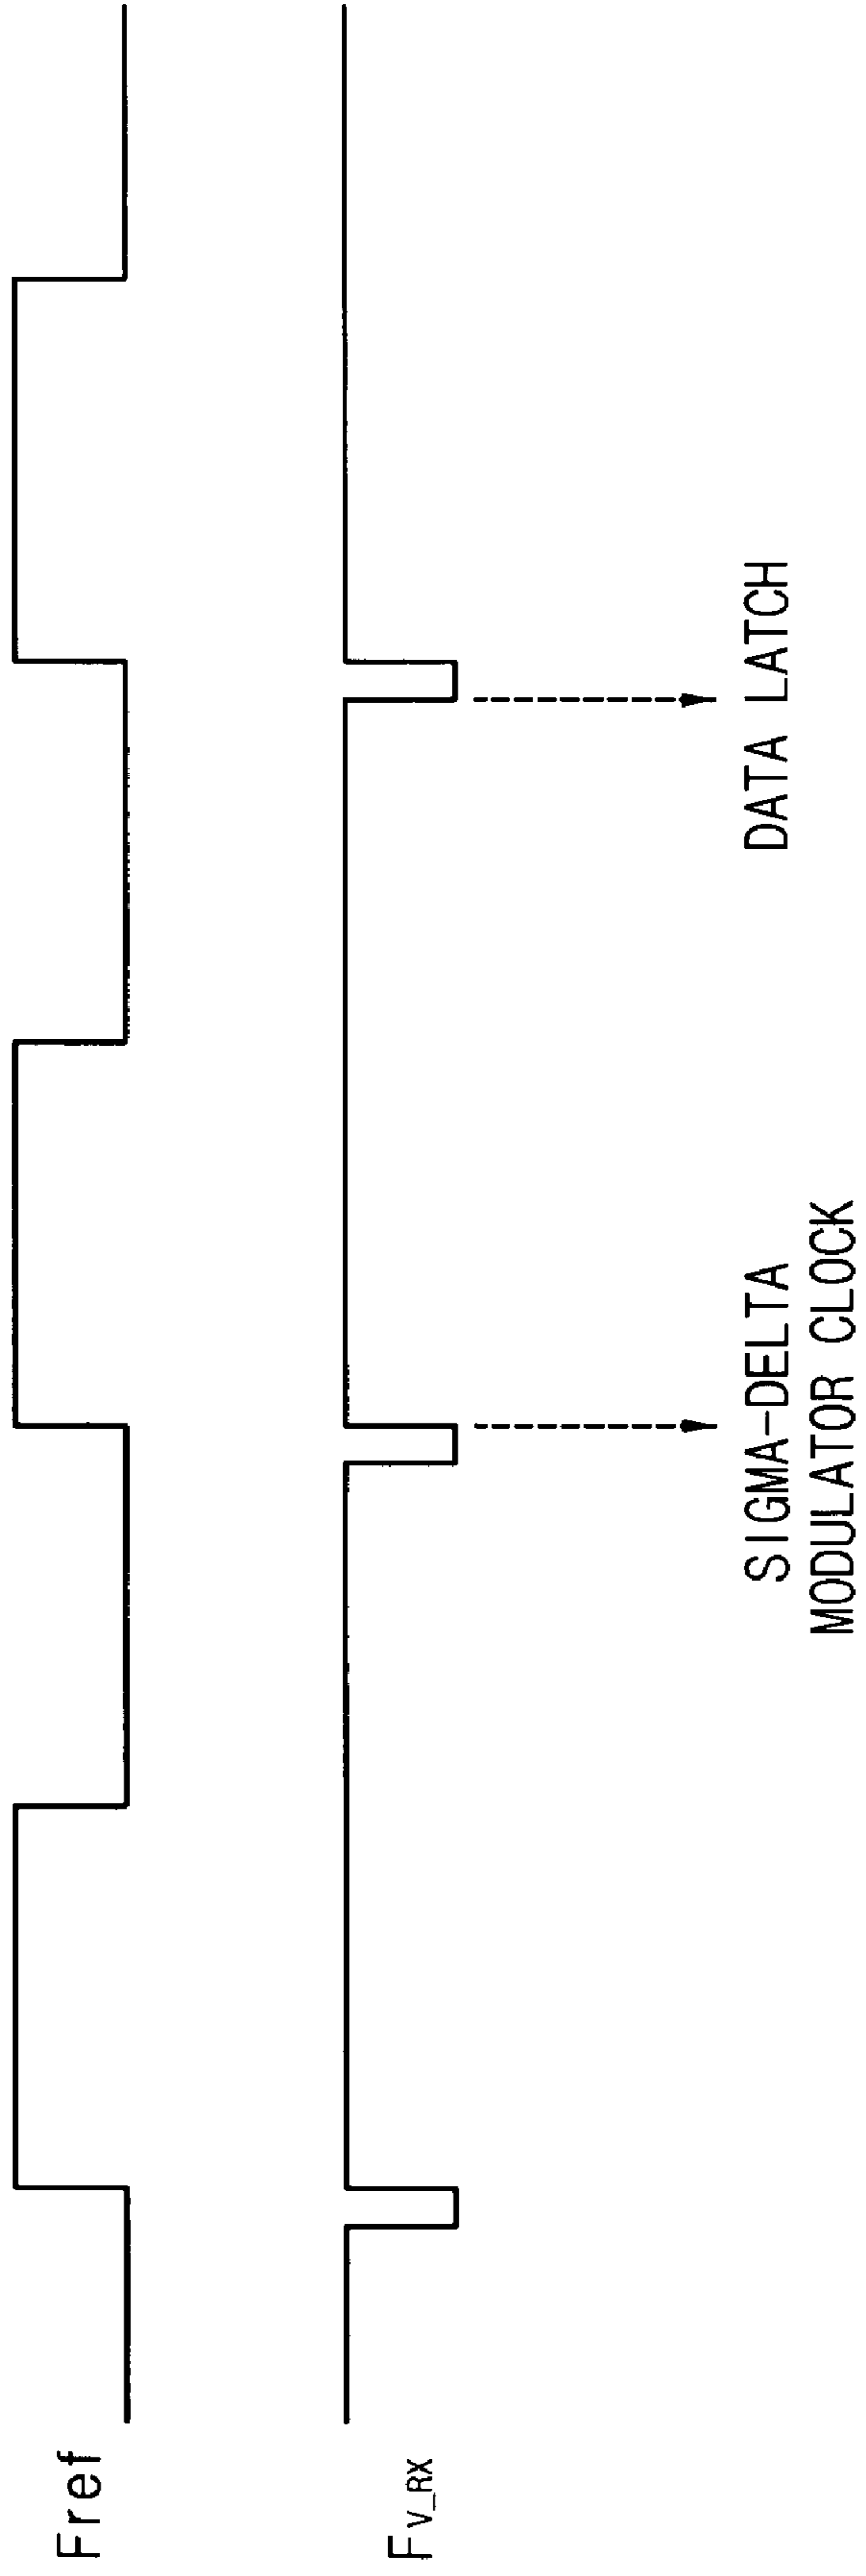 Fref
FV_RX
SIGMA-DELTA
MODULATOR CLOCK
DATA LATCH